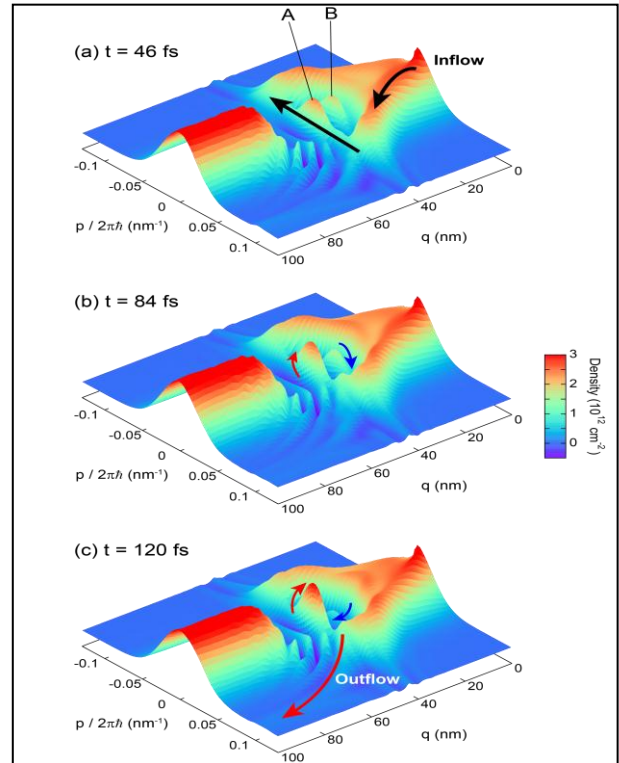 A B
(a) t = 46 fs
Inflow
-0.1
-0.05
0
0.05
0.1
p / 2πℏ (nm⁻¹)
100
80
60
40
20
0
q (nm)
(b) t = 84 fs
-0.1
-0.05
0
0.05
0.1
p / 2πℏ (nm⁻¹)
100
80
60
40
20
0
q (nm)
3
2
1
0
Density (10¹² cm⁻²)
(c) t = 120 fs
Outflow
-0.1
-0.05
0
0.05
0.1
p / 2πℏ (nm⁻¹)
100
80
60
40
20
0
q (nm)